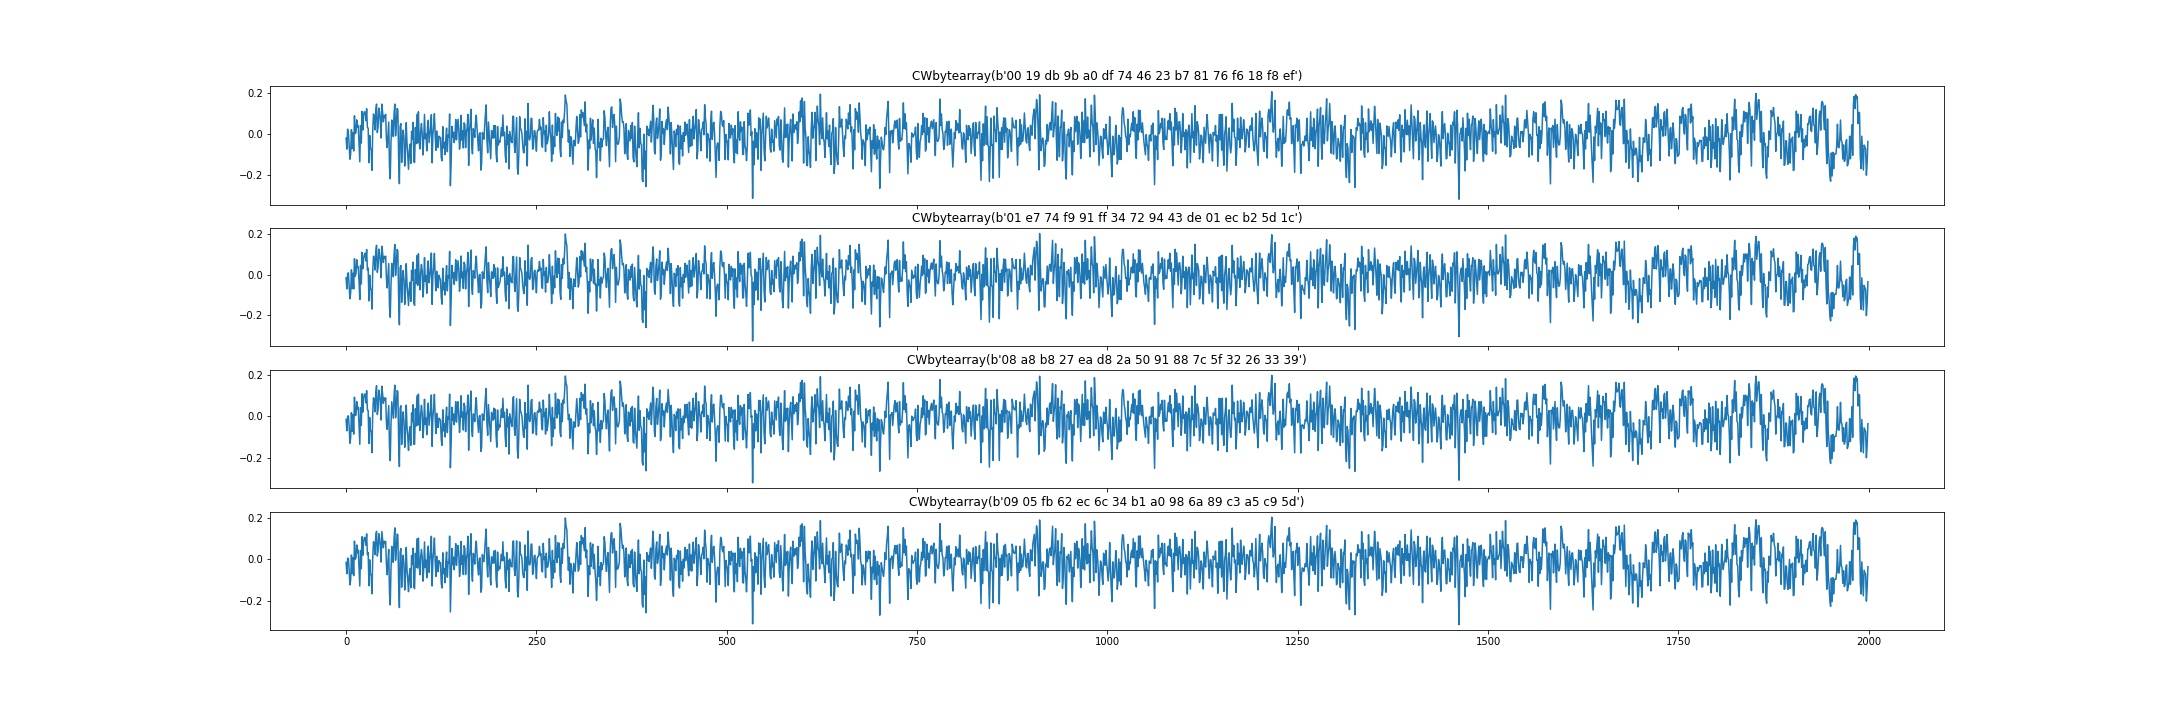 CWbytearray(b'00 19 db 9b a0 df 74 46 23 b7 81 76 f6 18 f8 ef')
0.2
0.0
−0.2
CWbytearray(b'01 e7 74 f9 91 ff 34 72 94 43 de 01 ec b2 5d 1c')
0.2
0.0
−0.2
CWbytearray(b'08 a8 b8 27 ea d8 2a 50 91 88 7c 5f 32 26 33 39')
0.2
0.0
−0.2
CWbytearray(b'09 05 fb 62 ec 6c 34 b1 a0 98 6a 89 c3 a5 c9 5d')
0.2
0.0
−0.2
0 250 500 750 1000 1250 1500 1750 2000